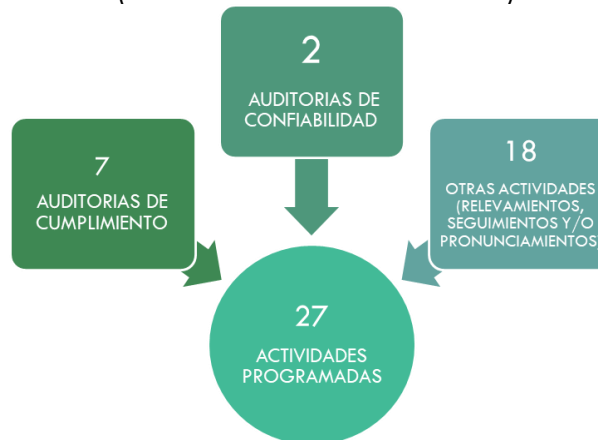 2
AUDITORIAS DE
CONFIABILIDAD
7
AUDITORIAS DE
CUMPLIMIENTO
18
OTRAS ACTIVIDADES
(RELEVAMIENTOS,
SEGUIMIENTOS Y/O
PRONUNCIAMIENTOS
27
ACTIVIDADES
PROGRAMADAS